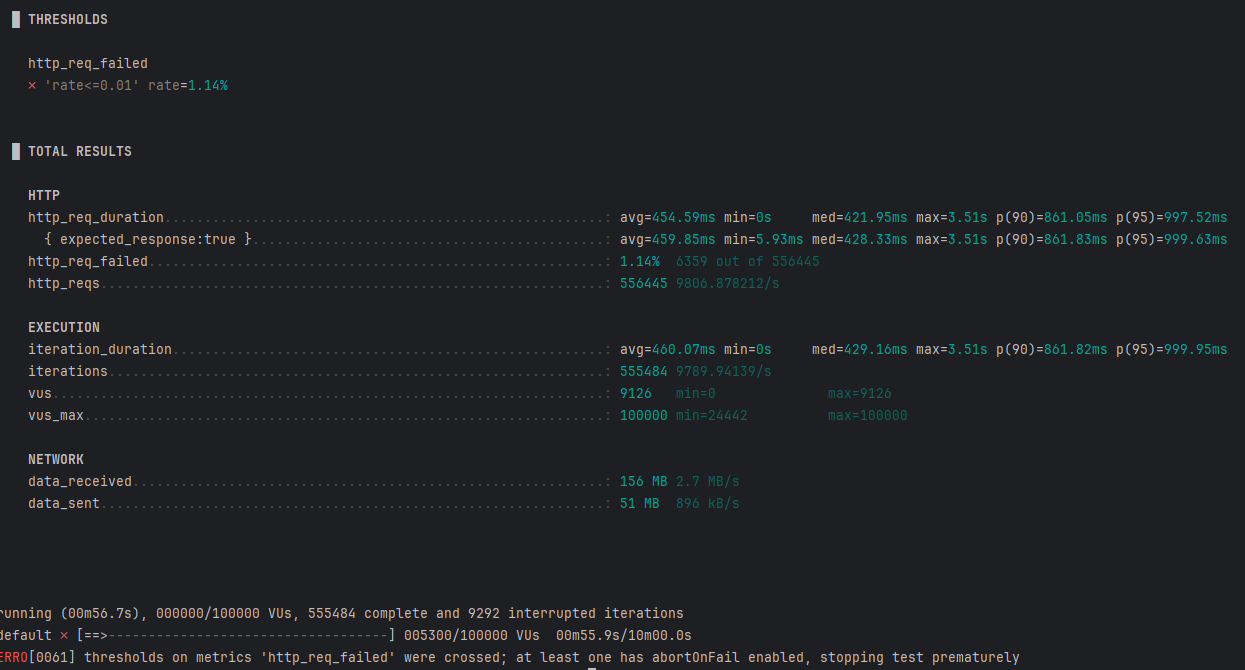 █ THRESHOLDS
http_req_failed
✗ 'rate<=0.01' rate=1.14%
█ TOTAL RESULTS
HTTP
http_req_duration.......................................................: avg=454.59ms min=0s     med=421.95ms max=3.51s p(90)=861.05ms p(95)=997.52ms
{ expected_response:true }............................................: avg=459.85ms min=5.93ms med=428.33ms max=3.51s p(90)=861.83ms p(95)=999.63ms
http_req_failed.........................................................: 1.14%  6359 out of 556445
http_reqs...............................................................: 556445 9806.878212/s
EXECUTION
iteration_duration......................................................: avg=460.07ms min=0s     med=429.16ms max=3.51s p(90)=861.82ms p(95)=999.95ms
iterations..............................................................: 555484 9789.94139/s
vus.....................................................................: 9126   min=0              max=9126
vus_max.................................................................: 100000 min=24442          max=100000
NETWORK
data_received...........................................................: 156 MB 2.7 MB/s
data_sent...............................................................: 51 MB  896 kB/s
running (00m56.7s), 000000/100000 VUs, 555484 complete and 9292 interrupted iterations
default ✗ [==>-----------------------------------] 005300/100000 VUs  00m55.9s/10m00.0s
ERRO[0061] thresholds on metrics 'http_req_failed' were crossed; at least one has abortOnFail enabled, stopping test prematurely